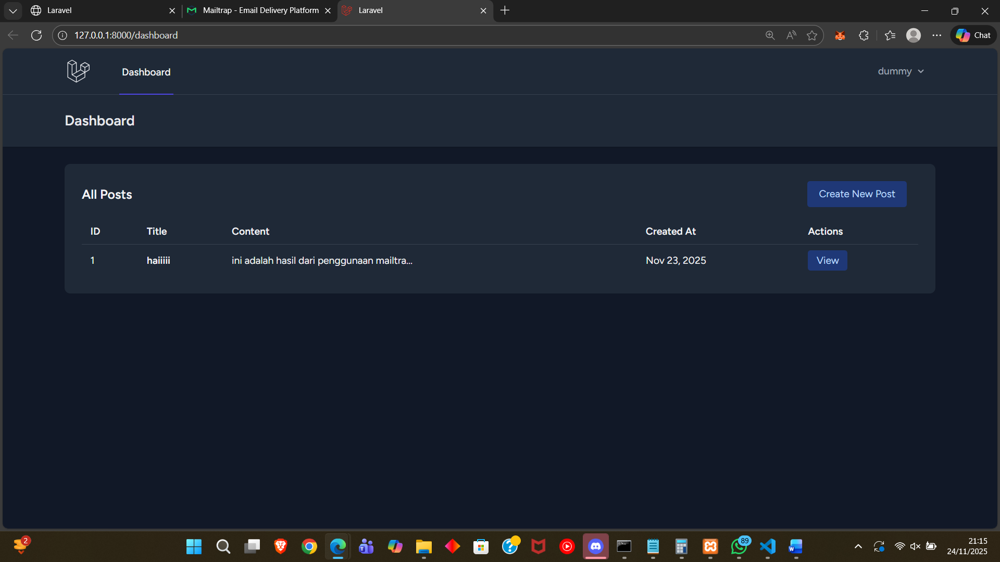 Laravel
Mailtrap - Email Delivery Platform
Laravel
127.0.0.1:8000/dashboard
Chat
Dashboard
dummy
Dashboard
All Posts
Create New Post
ID Title Content Created At Actions
1 haiiiii ini adalah hasil dari penggunaan mailtra... Nov 23, 2025 View
2
89
21:15
24/11/2025